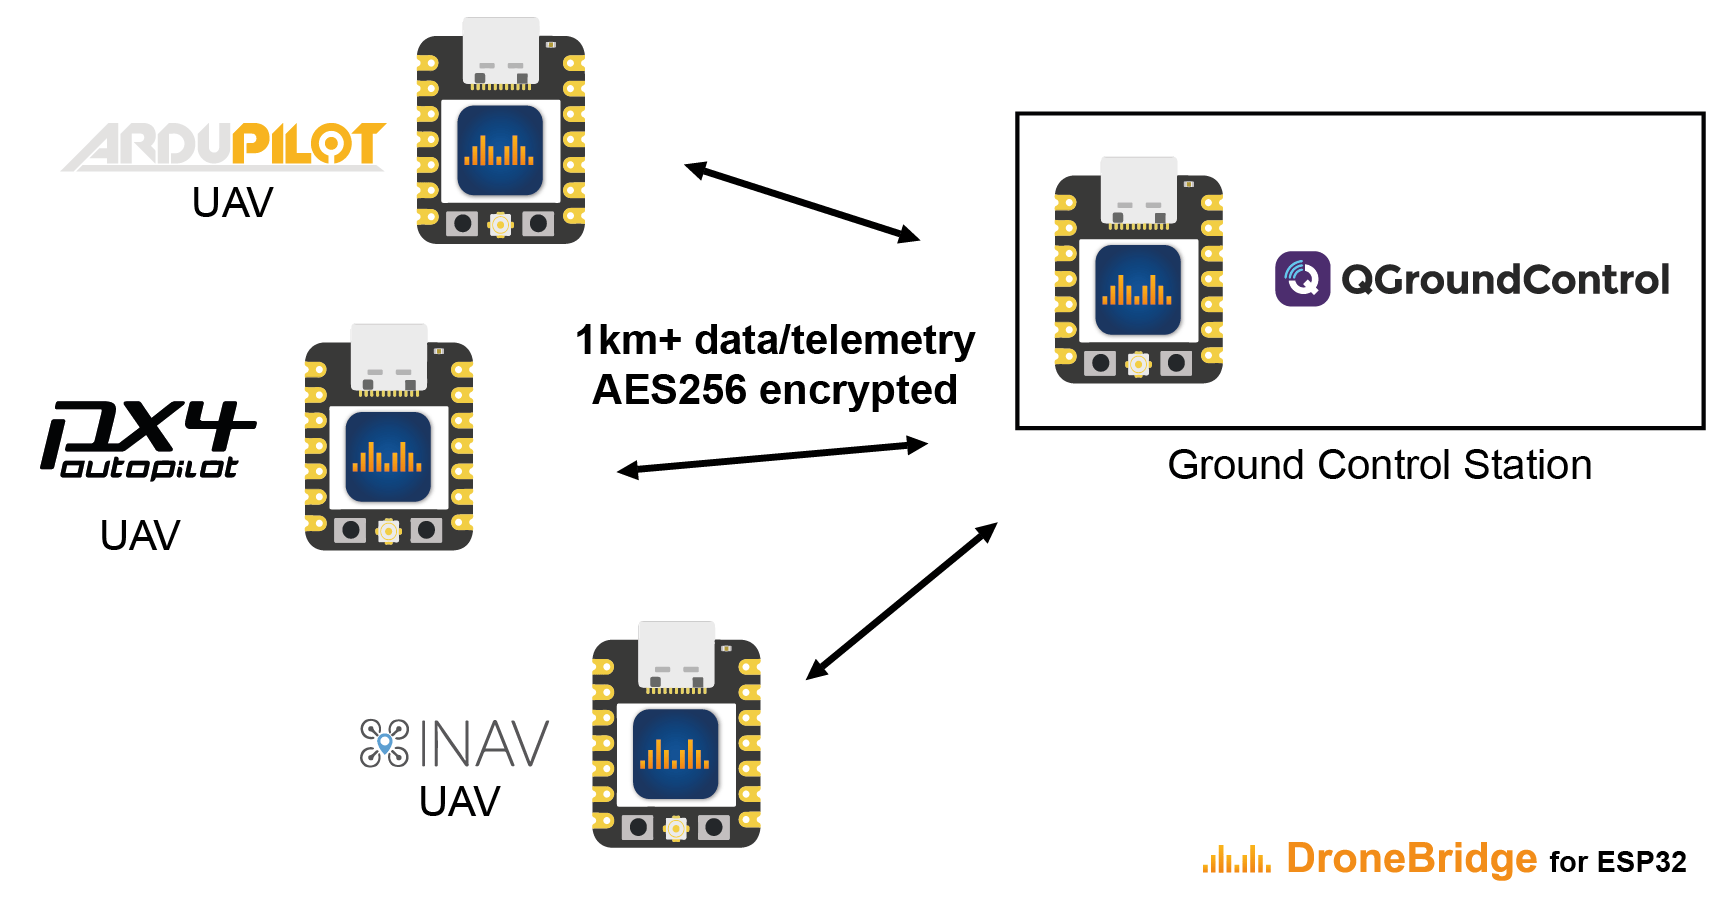 ARDUPILOT
UAV
px4
autopilot
UAV
INAV
UAV
1km+ data/telemetry
AES256 encrypted
QGroundControl
Ground Control Station
DroneBridge for ESP32